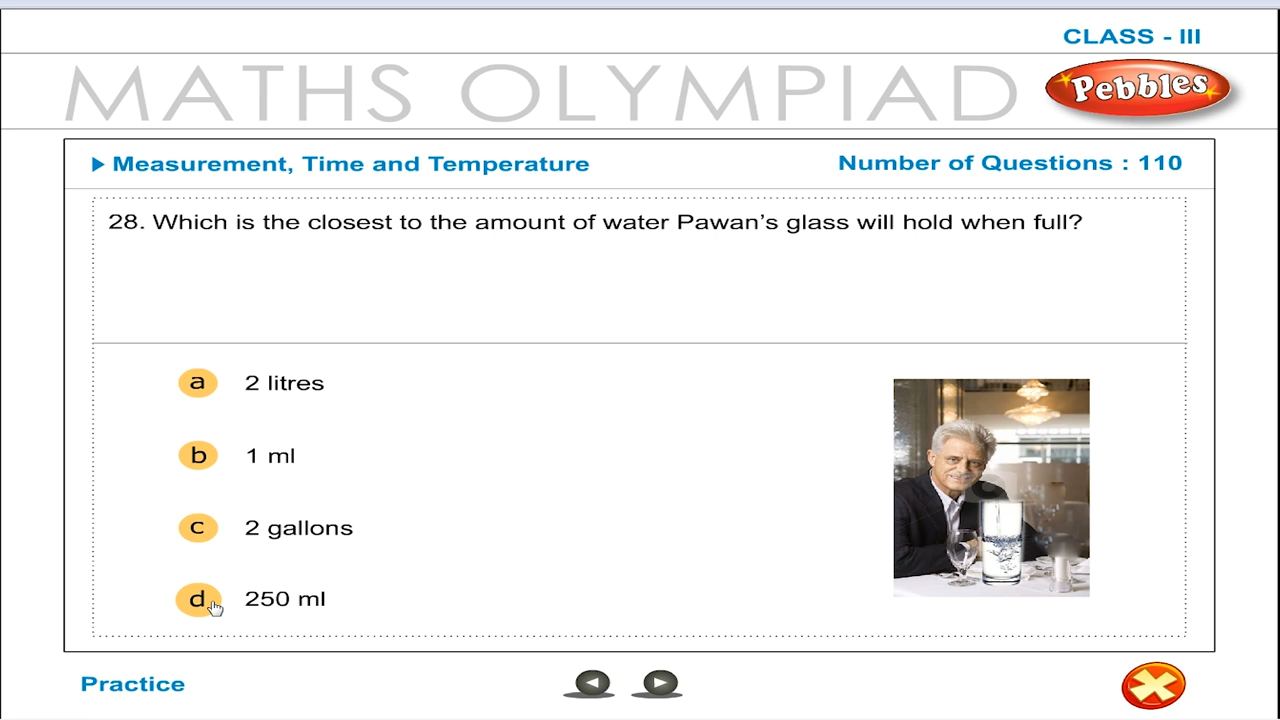 CLASS - III
MATHS OLYMPIAD
Pebbles
Measurement, Time and Temperature
Number of Questions : 110
28. Which is the closest to the amount of water Pawan's glass will hold when full?
a 2 litres
b 1 ml
c 2 gallons
d 250 ml
Practice